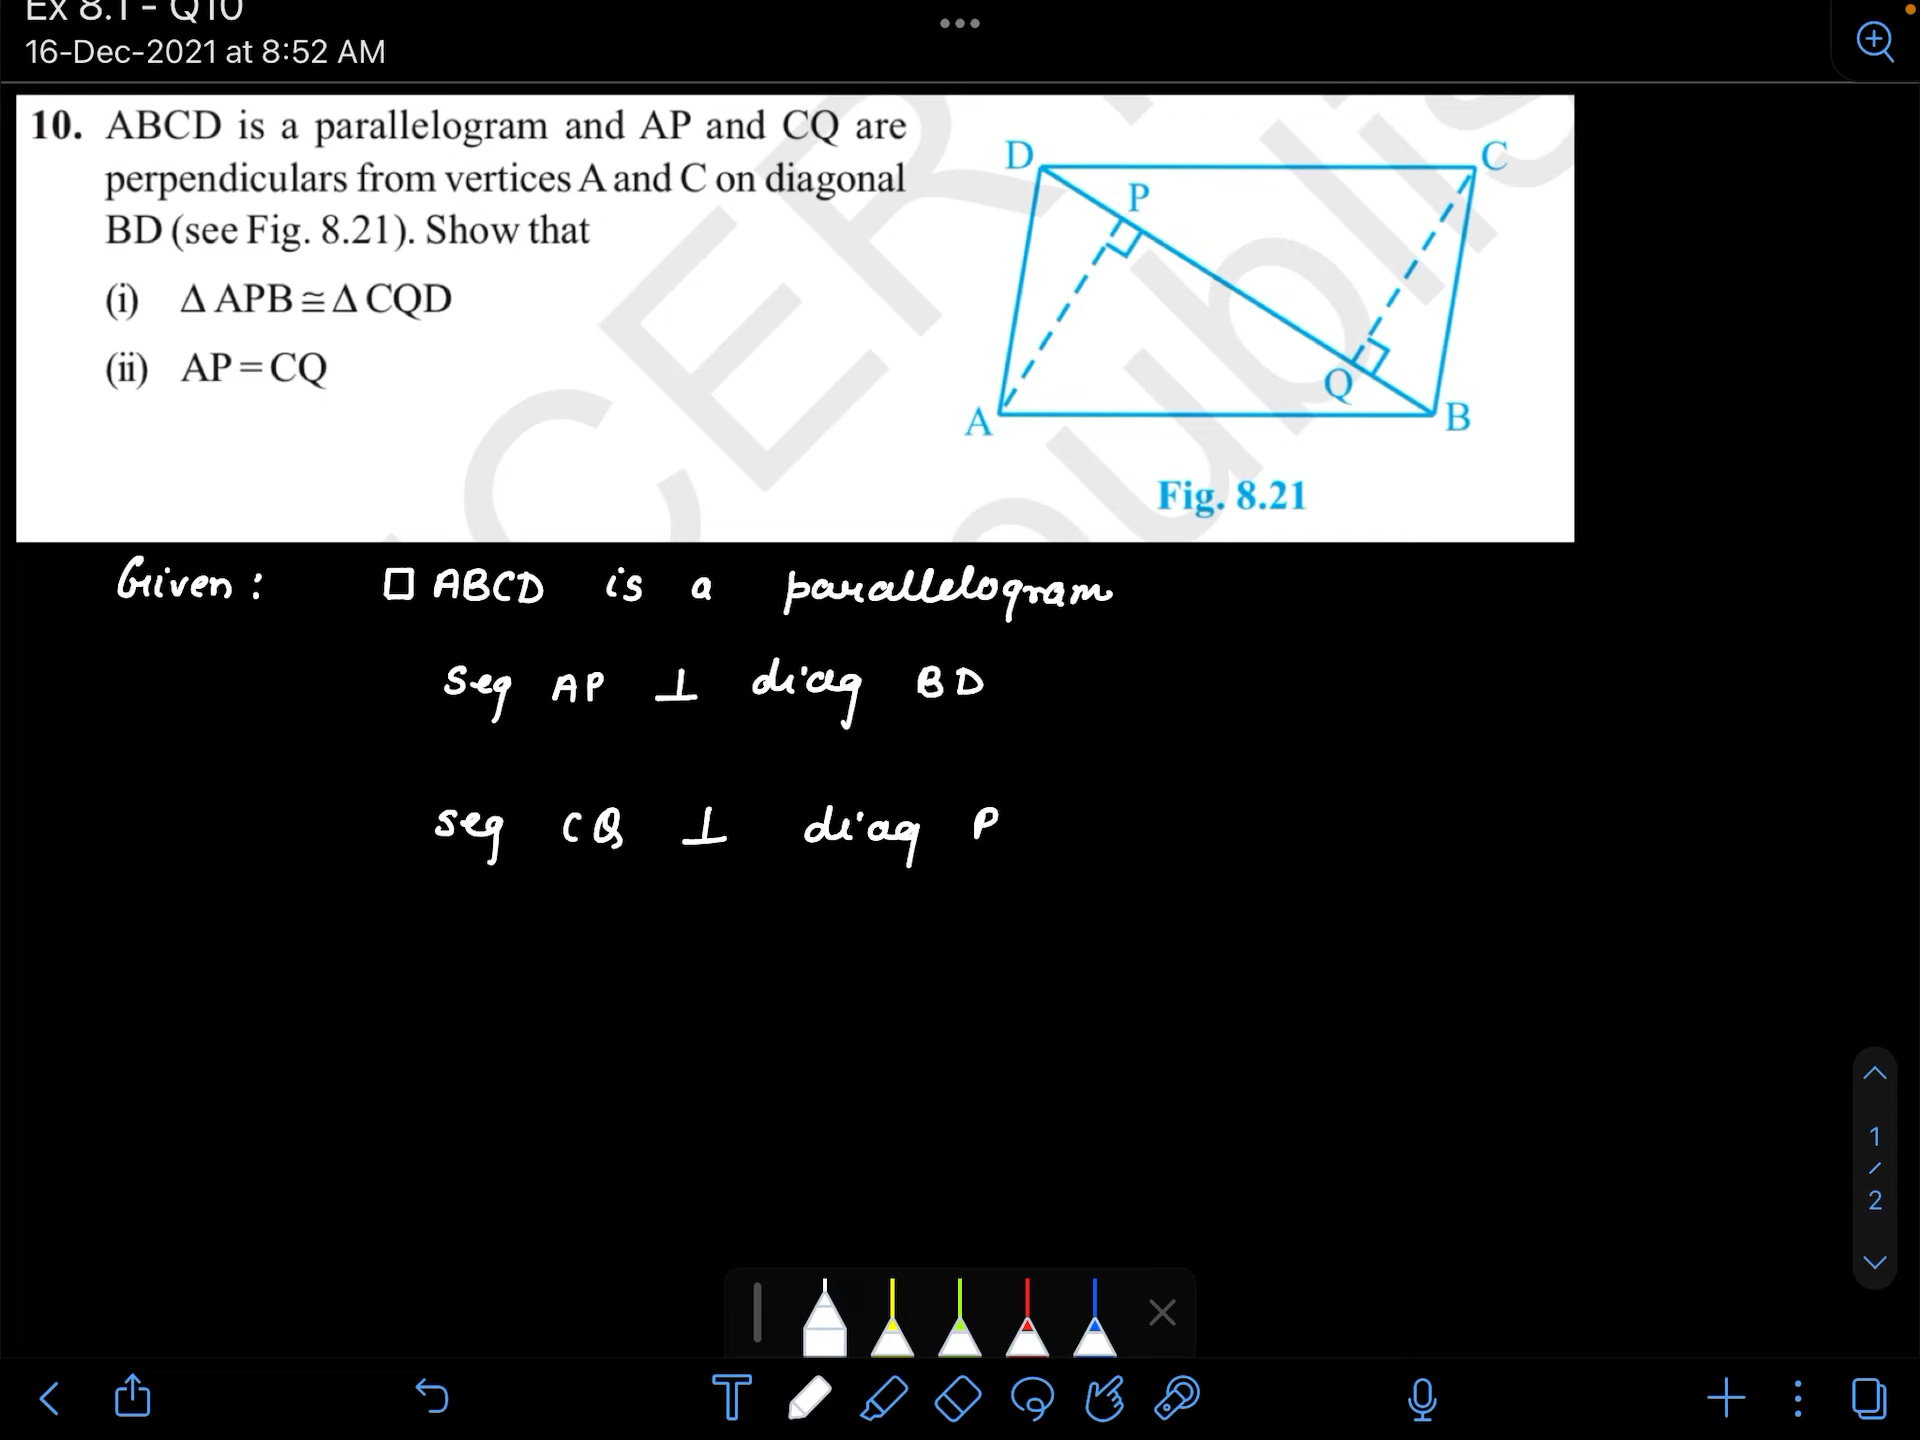 Ex 8.1 - Q10
16-Dec-2021 at 8:52 AM
10. ABCD is a parallelogram and AP and CQ are
perpendiculars from vertices A and C on diagonal
BD (see Fig. 8.21). Show that
(i) Δ APB ≅ Δ CQD
(ii) AP = CQ
D
C
P
Q
A
B
Fig. 8.21
Given : □ ABCD is a parallelogram
seg AP ⊥ diag BD
seg CQ ⊥ diag P
1
/
2